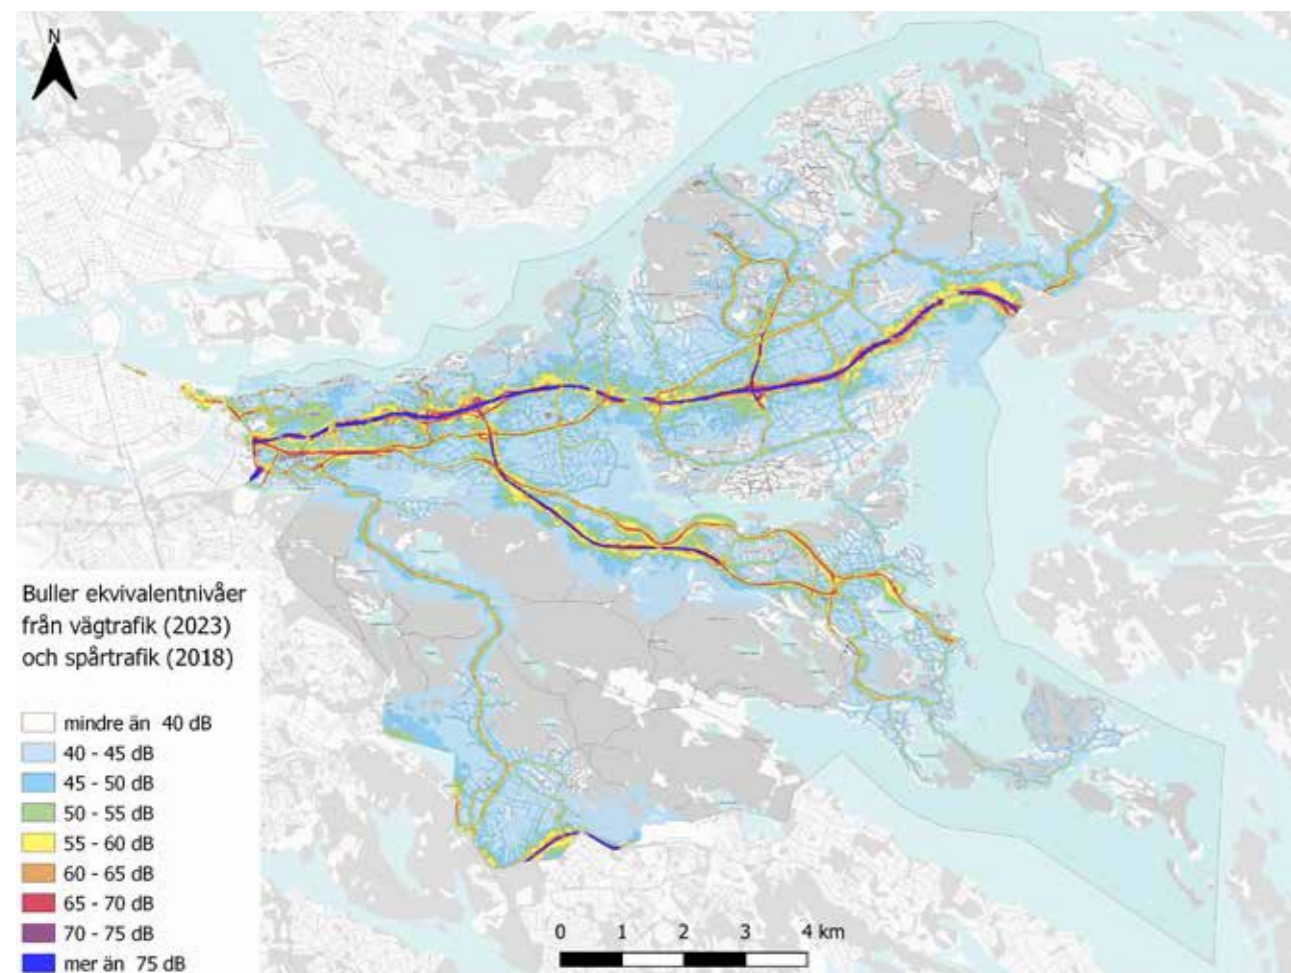 N
Buller ekvivalentnivåer
från vägtrafik (2023)
och spårtrafik (2018)
mindre än 40 dB
40 - 45 dB
45 - 50 dB
50 - 55 dB
55 - 60 dB
60 - 65 dB
65 - 70 dB
70 - 75 dB
mer än 75 dB
0 1 2 3 4 km